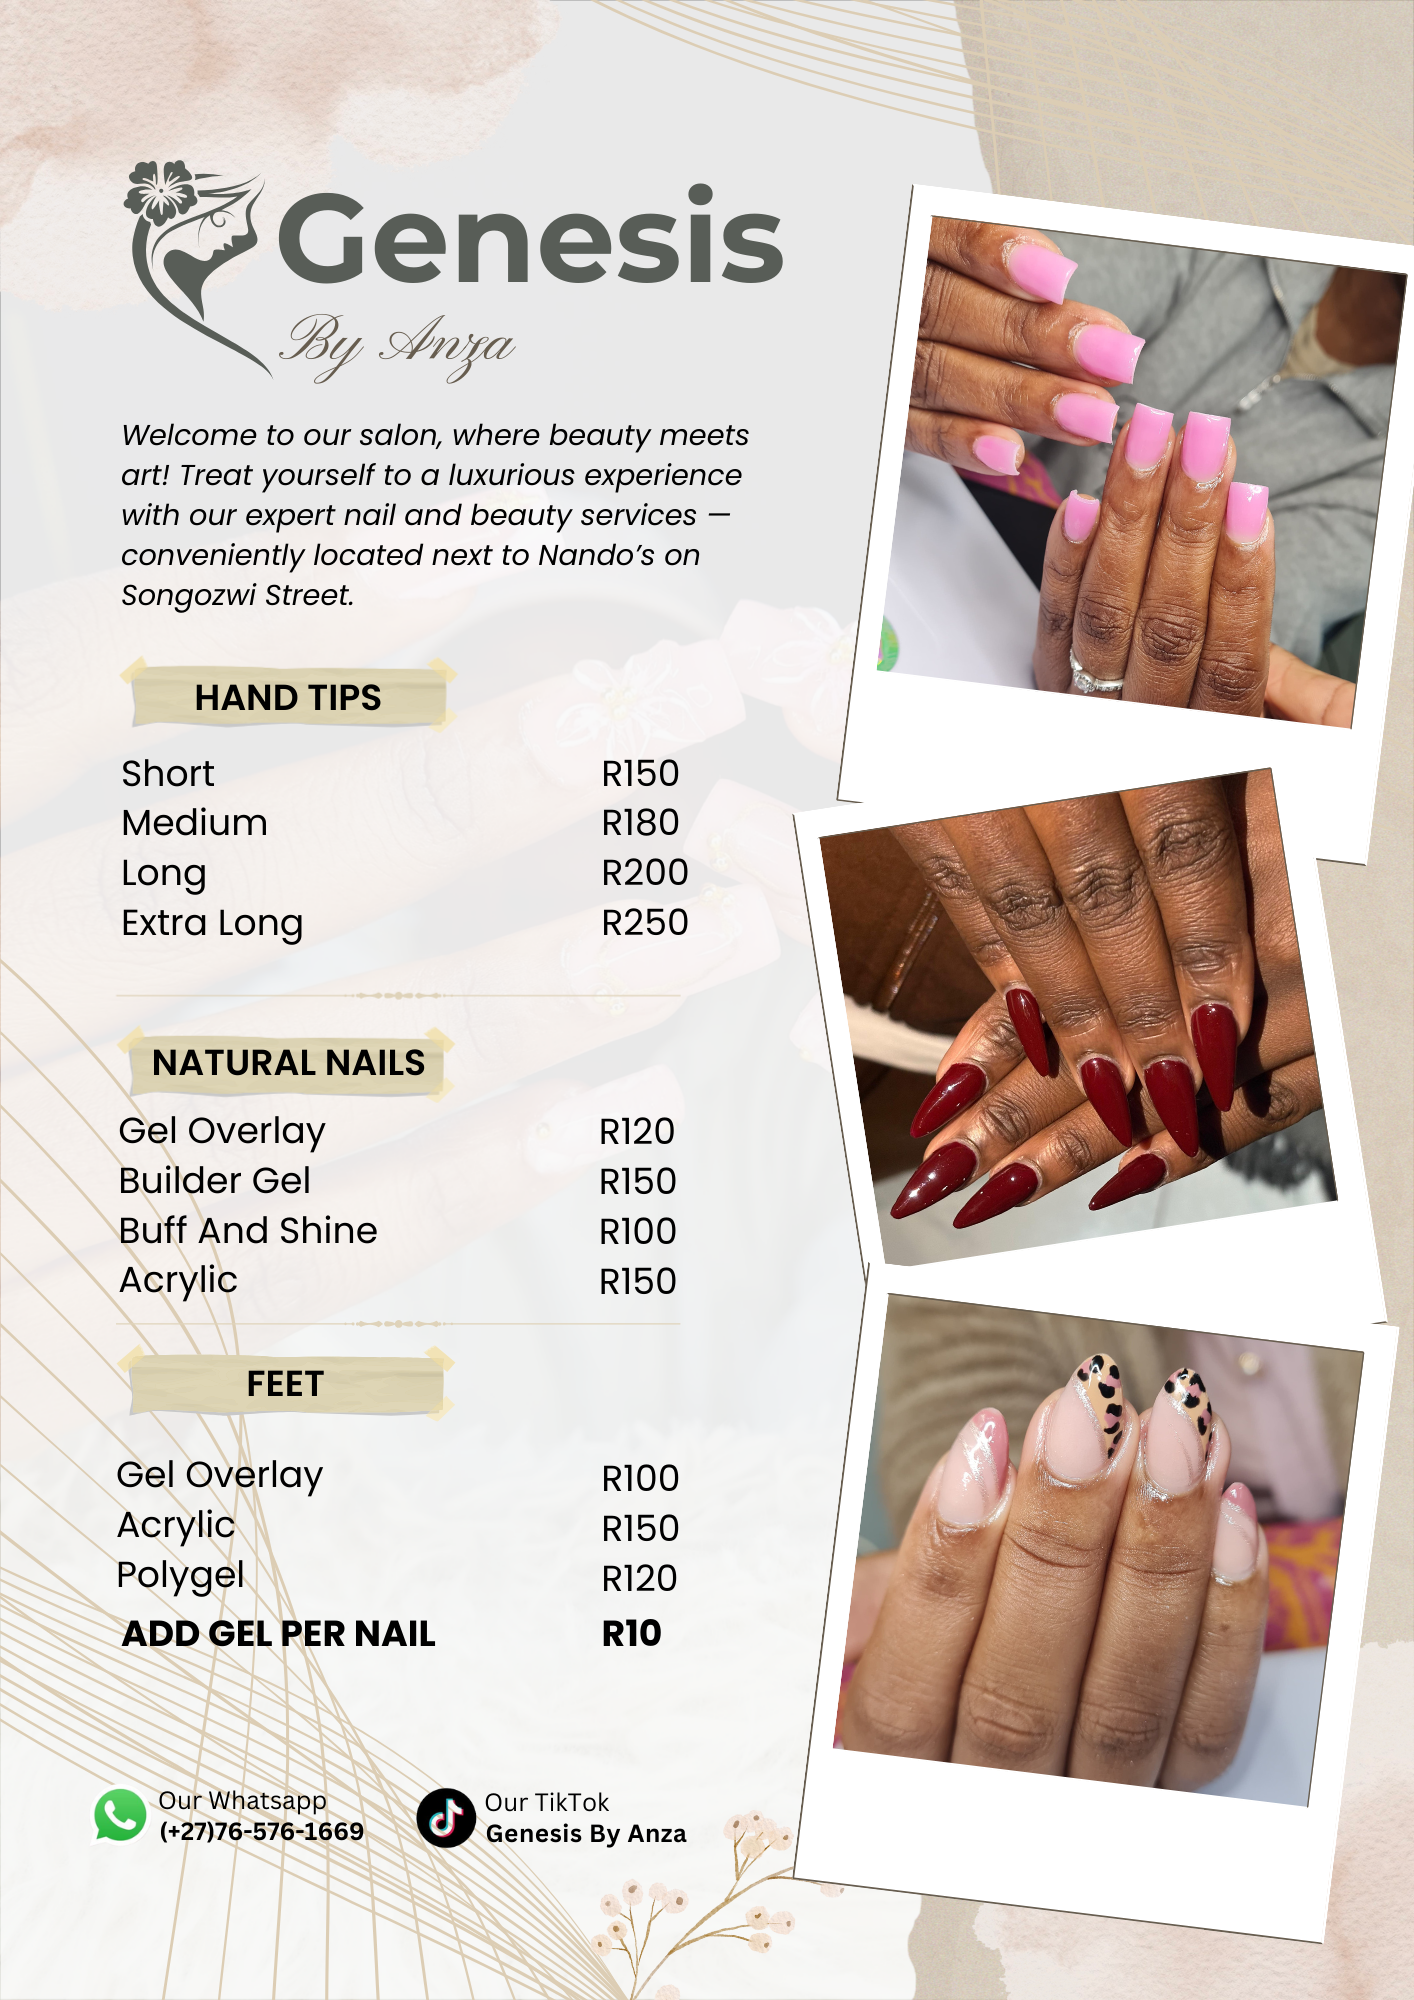 Genesis
By Anza
Welcome to our salon, where beauty meets
art! Treat yourself to a luxurious experience
with our expert nail and beauty services —
conveniently located next to Nando’s on
Songozwi Street.
HAND TIPS
Short R150
Medium R180
Long R200
Extra Long R250
NATURAL NAILS
Gel Overlay R120
Builder Gel R150
Buff And Shine R100
Acrylic R150
FEET
Gel Overlay R100
Acrylic R150
Polygel R120
ADD GEL PER NAIL R10
Our Whatsapp
(+27)76-576-1669
Our TikTok
Genesis By Anza